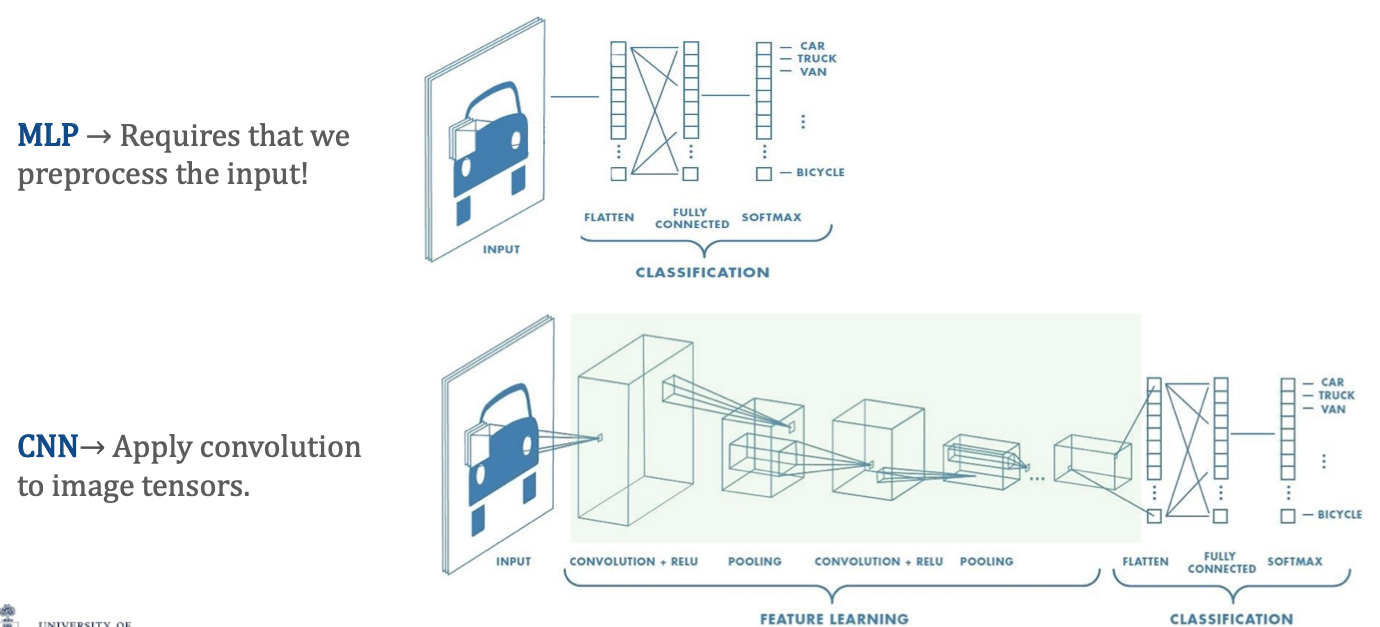 MLP → Requires that we
preprocess the input!
CAR
TRUCK
VAN
BICYCLE
FLATTEN
FULLY
CONNECTED
SOFTMAX
INPUT
CLASSIFICATION
CNN→ Apply convolution
to image tensors.
CAR
TRUCK
VAN
BICYCLE
INPUT
CONVOLUTION + RELU
POOLING
CONVOLUTION + RELU
POOLING
FLATTEN
FULLY
CONNECTED
SOFTMAX
FEATURE LEARNING
CLASSIFICATION
UNIVERSITY OF